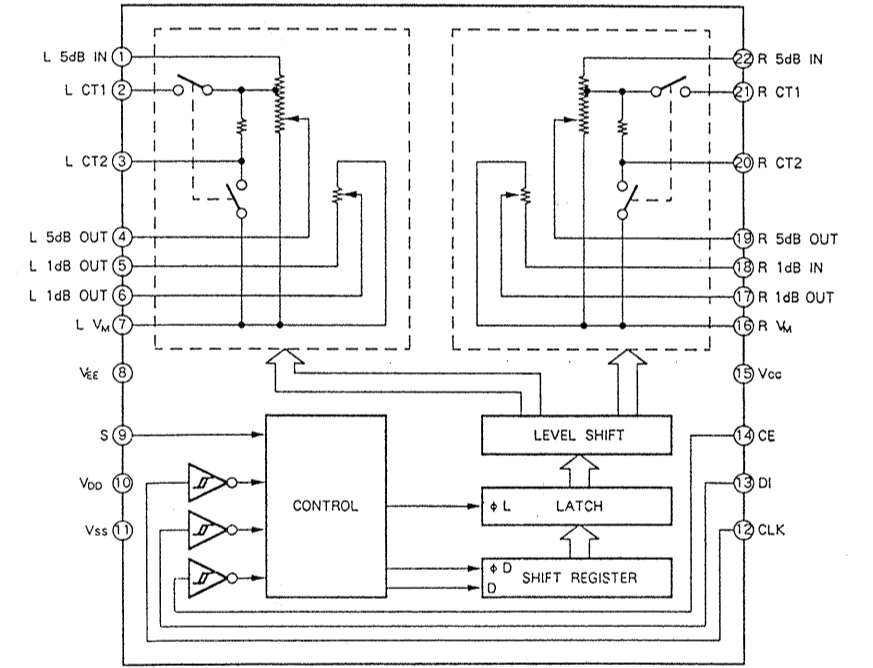 L 5dB IN 1
L CT1 2
L CT2 3
L 5dB OUT 4
L 1dB OUT 5
L 1dB OUT 6
L VM 7
VEE 8
S 9
VDD 10
VSS 11
22 R 5dB IN
21 R CT1
20 R CT2
19 R 5dB OUT
18 R 1dB IN
17 R 1dB OUT
16 R VM
15 VCC
14 CE
13 DI
12 CLK
CONTROL
LEVEL SHIFT
φ L LATCH
φ D
SHIFT REGISTER
D